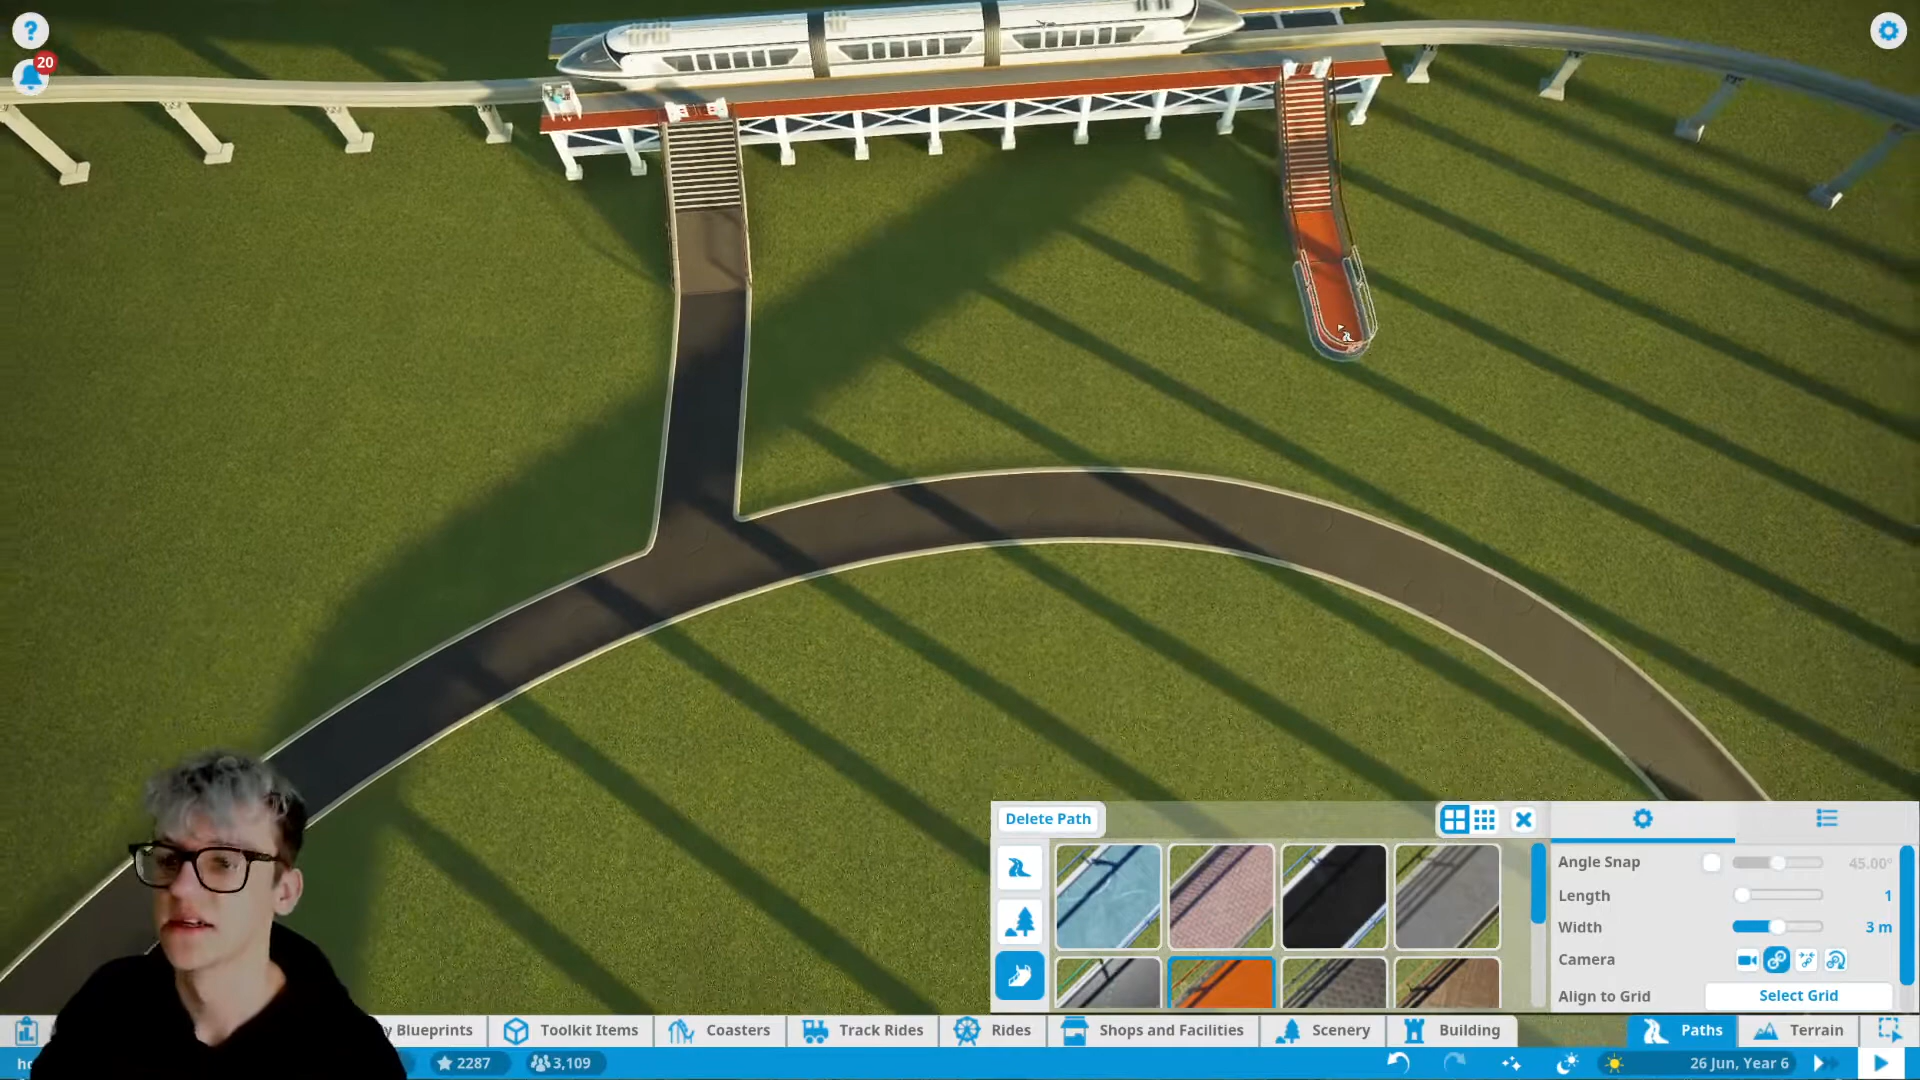 ?
20
Delete Path
Angle Snap 45.00°
Length 1
Width 3 m
Camera
Align to Grid Select Grid
y Blueprints Toolkit Items Coasters Track Rides Rides Shops and Facilities Scenery Building Paths Terrain
2287 3,109 26 Jun, Year 6